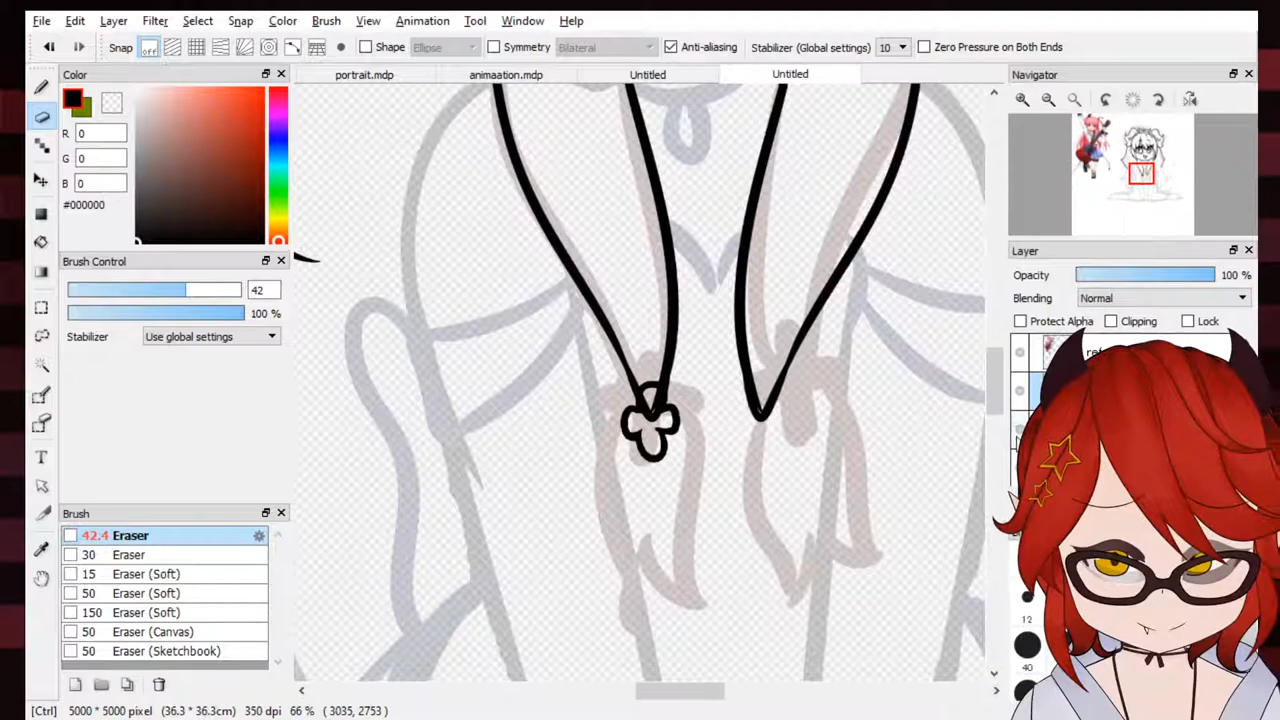 File Edit Layer Filter Select Snap Color Brush View Animation Tool Window Help
Snap off Shape Ellipse Symmetry Bilateral Anti-aliasing Stabilizer (Global settings) 10 Zero Pressure on Both Ends
Color
portrait.mdp animaation.mdp Untitled Untitled
Navigator
R 0
G 0
B 0
#000000
Brush Control
42
100 %
Stabilizer Use global settings
Layer
Opacity 100 %
Blending Normal
Protect Alpha Clipping Lock
Brush
42.4 Eraser
30 Eraser
15 Eraser (Soft)
50 Eraser (Soft)
150 Eraser (Soft)
50 Eraser (Canvas)
50 Eraser (Sketchbook)
12
40
[Ctrl] 5000 * 5000 pixel (36.3 * 36.3cm) 350 dpi 66 % ( 3035, 2753 )